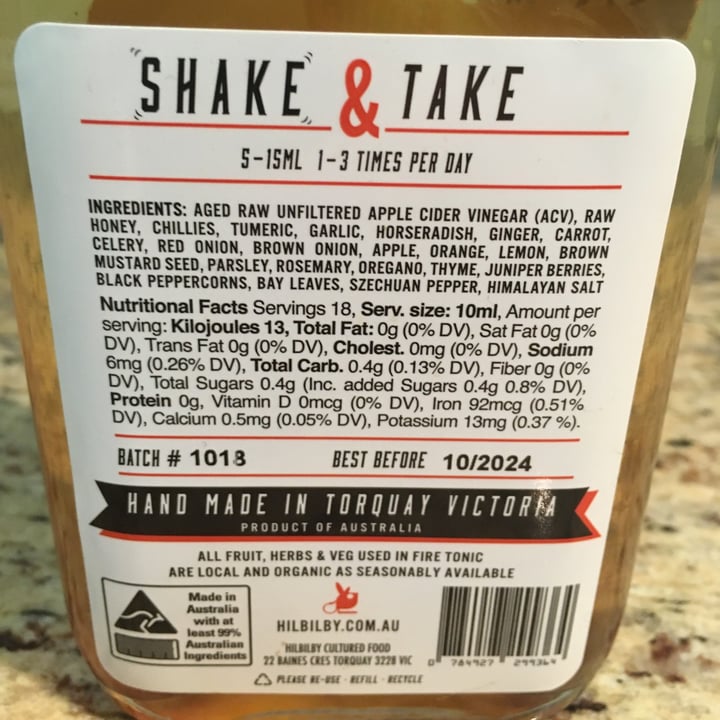 SHAKE & TAKE
5-15ML 1-3 TIMES PER DAY
INGREDIENTS: AGED RAW UNFILTERED APPLE CIDER VINEGAR (ACV), RAW
HONEY, CHILLIES, TUMERIC, GARLIC, HORSERADISH, GINGER, CARROT,
CELERY, RED ONION, BROWN ONION, APPLE, ORANGE, LEMON, BROWN
MUSTARD SEED, PARSLEY, ROSEMARY, OREGANO, THYME, JUNIPER BERRIES,
BLACK PEPPERCORNS, BAY LEAVES, SZECHUAN PEPPER, HIMALAYAN SALT
Nutritional Facts Servings 18, Serv. size: 10ml, Amount per
serving: Kilojoules 13, Total Fat: 0g (0% DV), Sat Fat 0g (0%
DV), Trans Fat 0g (0% DV), Cholest. 0mg (0% DV), Sodium
6mg (0.26% DV), Total Carb. 0.4g (0.13% DV), Fiber 0g (0%
DV), Total Sugars 0.4g (Inc. added Sugars 0.4g 0.8% DV),
Protein 0g, Vitamin D 0mcg (0% DV), Iron 92mcg (0.51%
DV), Calcium 0.5mg (0.05% DV), Potassium 13mg (0.37 %).
BATCH # 1018 BEST BEFORE 10/2024
HAND MADE IN TORQUAY VICTORIA
PRODUCT OF AUSTRALIA
ALL FRUIT, HERBS & VEG USED IN FIRE TONIC
ARE LOCAL AND ORGANIC AS SEASONABLY AVAILABLE
Made in
Australia
with at
least 99%
Australian
Ingredients
HILBILBY.COM.AU
HILBILBY CULTURED FOOD
22 BAINES CRES TORQUAY 3228 VIC
PLEASE RE-USE · REFILL · RECYCLE
0 784927 299364